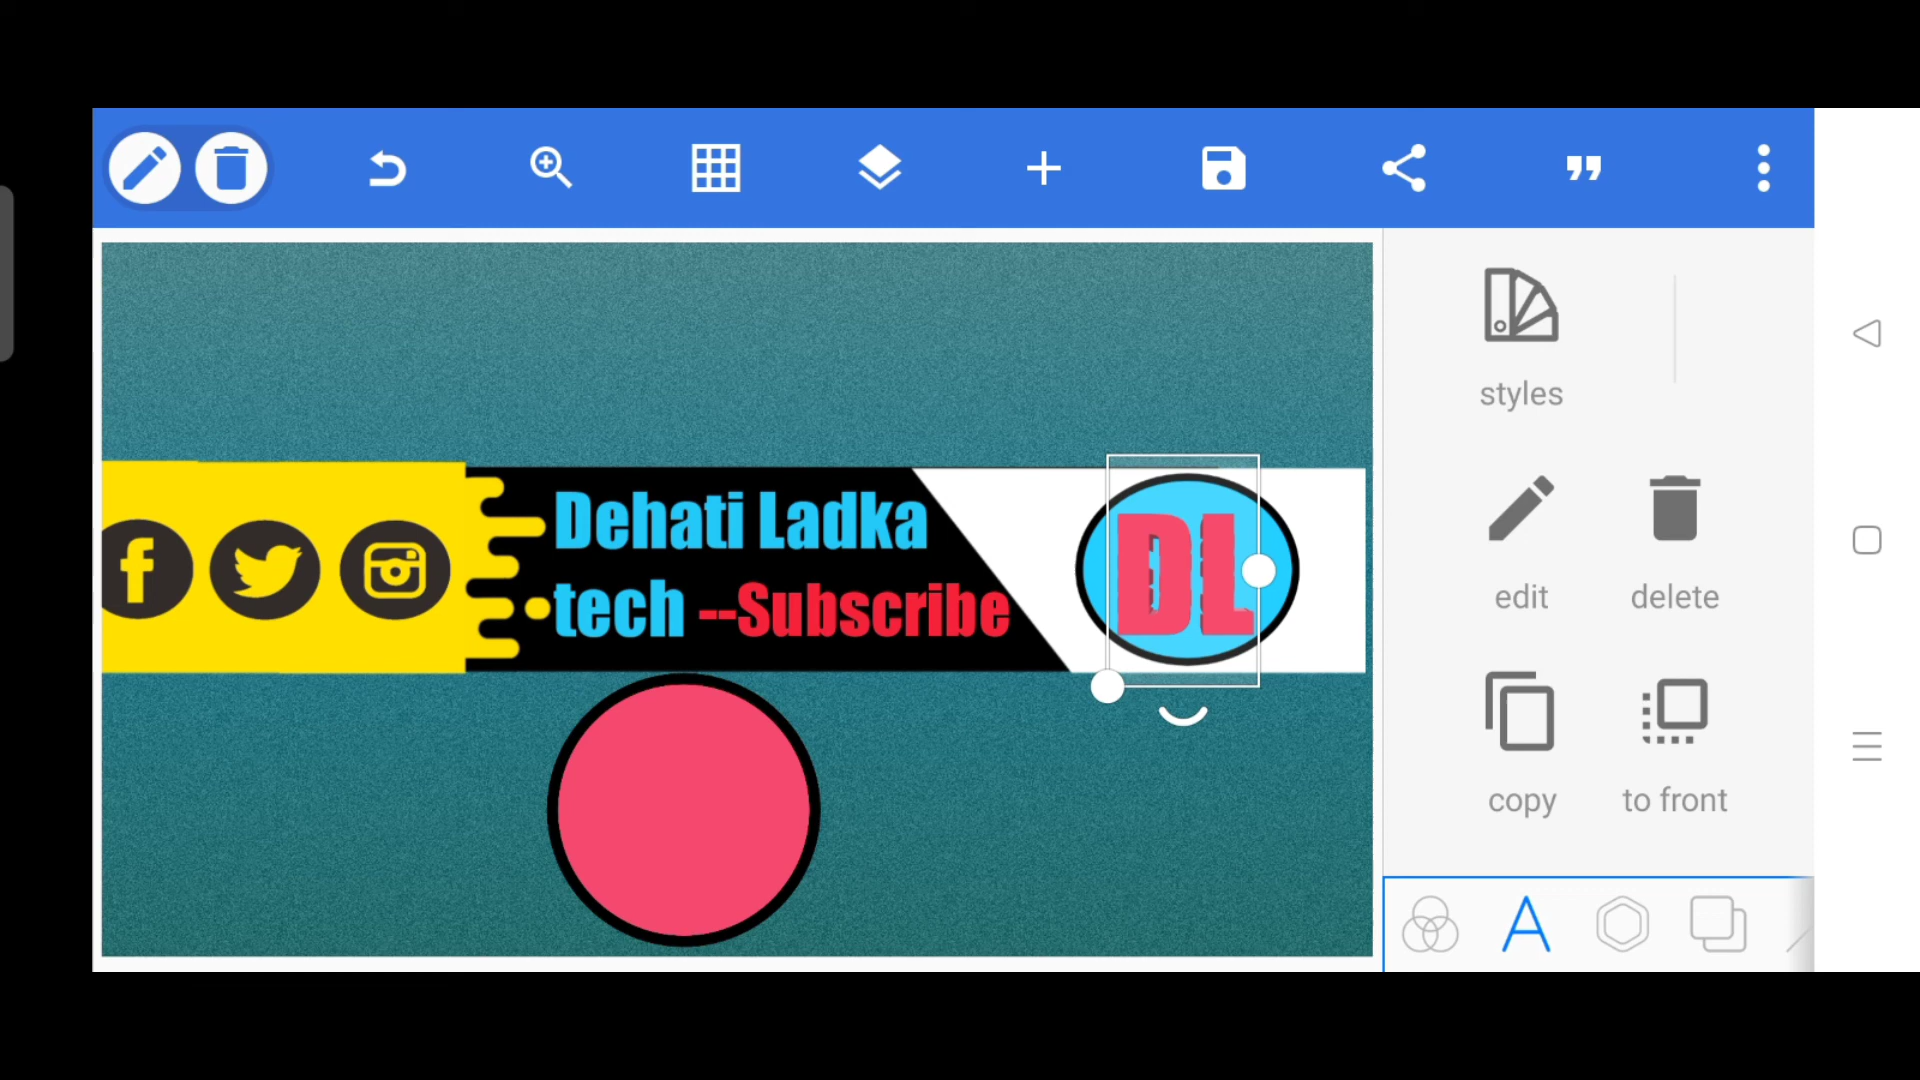 styles
Dehati Ladka
tech --Subscribe
DL
edit
delete
copy
to front